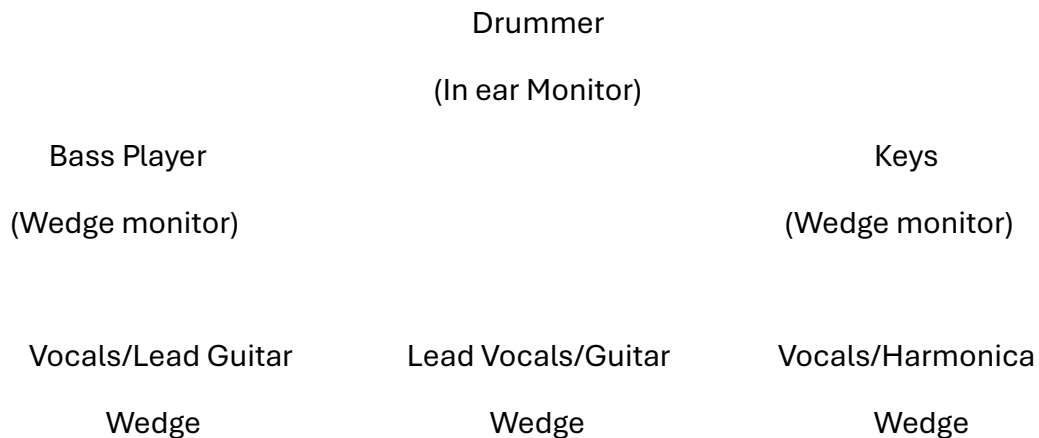 Drummer
(In ear Monitor)
Bass Player Keys
(Wedge monitor) (Wedge monitor)
Vocals/Lead Guitar Lead Vocals/Guitar Vocals/Harmonica
Wedge Wedge Wedge